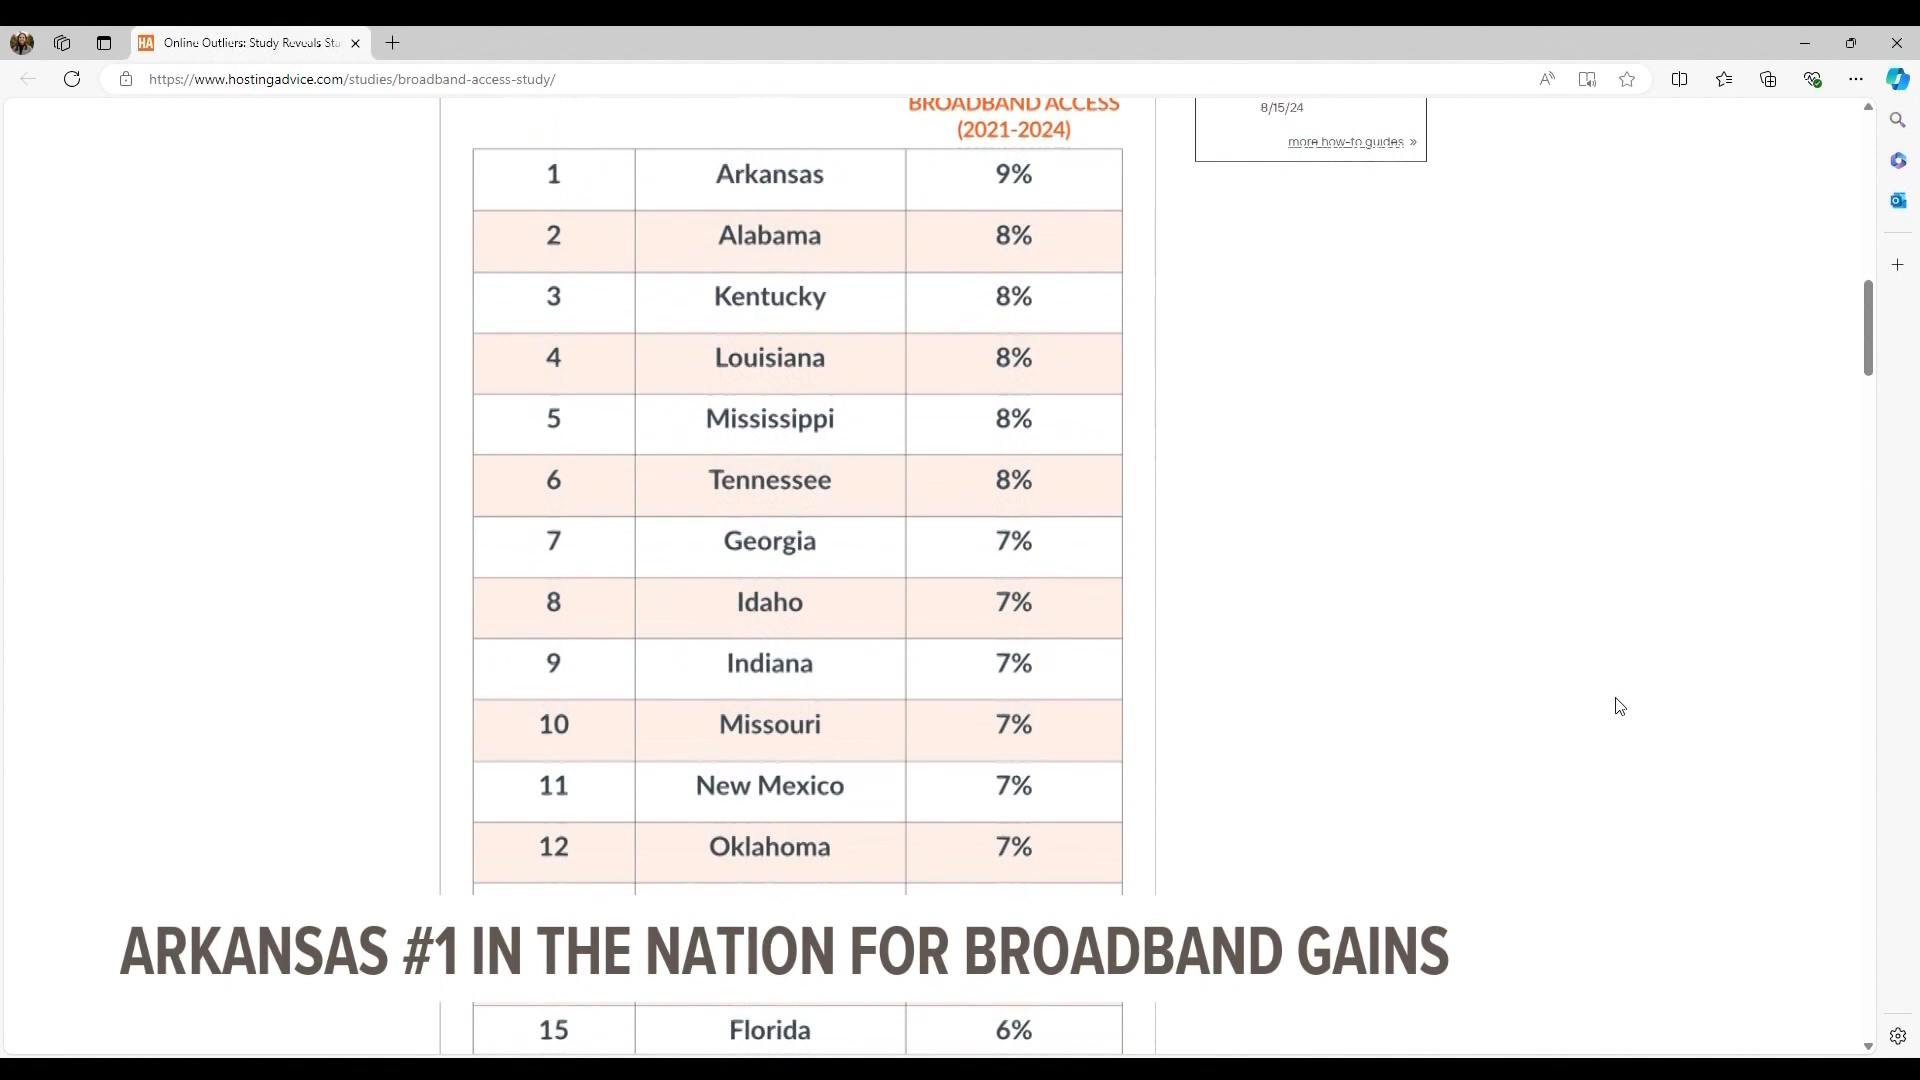 Online Outliers: Study Reveals Sta
https://www.hostingadvice.com/studies/broadband-access-study/
BROADBAND ACCESS
(2021-2024)
8/15/24
more how-to guides »
1 Arkansas 9%
2 Alabama 8%
3 Kentucky 8%
4 Louisiana 8%
5 Mississippi 8%
6 Tennessee 8%
7 Georgia 7%
8 Idaho 7%
9 Indiana 7%
10 Missouri 7%
11 New Mexico 7%
12 Oklahoma 7%
ARKANSAS #1 IN THE NATION FOR BROADBAND GAINS
15 Florida 6%